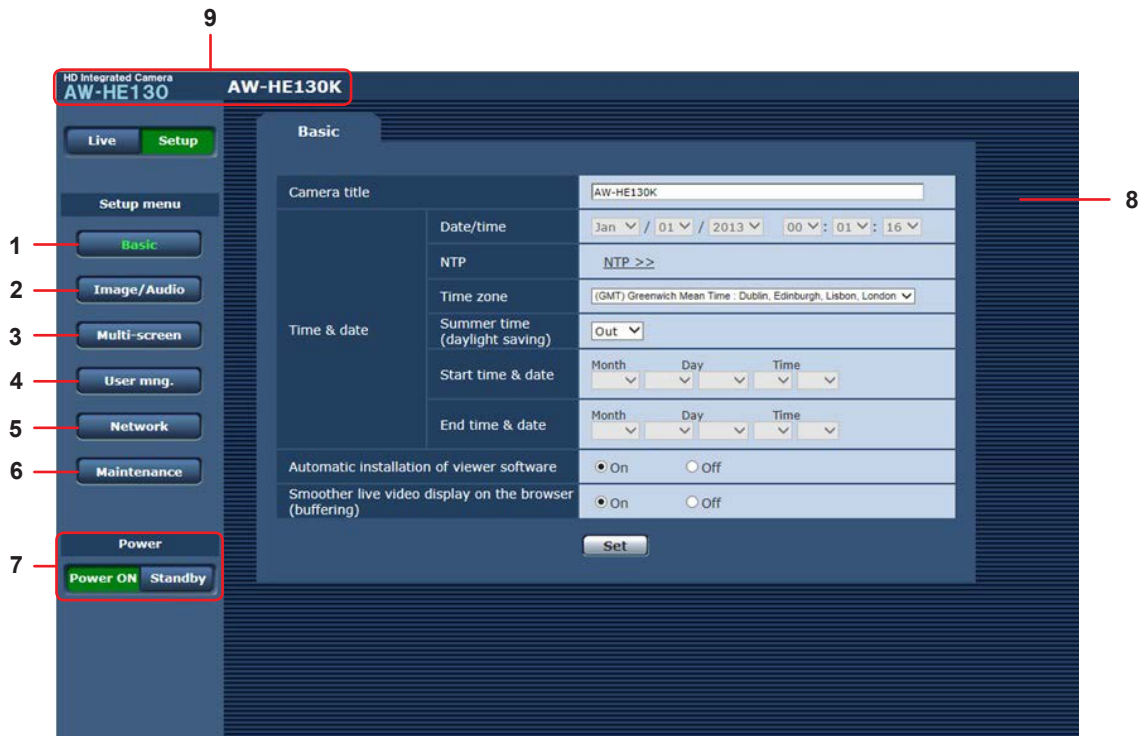 9
HD Integrated Camera
AW-HE130
AW-HE130K
Live Setup
Basic
Setup menu
Camera title AW-HE130K
8
1
Basic
Time & date
Date/time Jan / 01 / 2013 00 : 01 : 16
NTP NTP >>
2
Image/Audio
Time zone (GMT) Greenwich Mean Time : Dublin, Edinburgh, Lisbon, London
3
Multi-screen
Summer time
(daylight saving) Out
4
User mng.
Start time & date Month Day Time
5
Network
End time & date Month Day Time
6
Maintenance
Automatic installation of viewer software On Off
Smoother live video display on the browser
(buffering) On Off
Set
7
Power
Power ON Standby